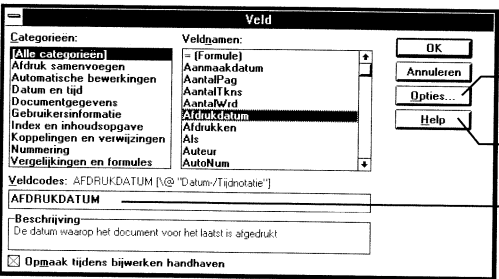 Veld
Categorieën:
[Alle categorieën]
Afdruk samenvoegen
Automatische bewerkingen
Datum en tijd
Documentgegevens
Gebruikersinformatie
Index en inhoudsopgave
Koppelingen en verwijzingen
Nummering
Vergelijkingen en formules
Veldnamen:
= (Formule)
Aanmaakdatum
AantalPag
AantalTkns
AantalWrd
Afdrukdatum
Afdrukken
Als
Auteur
AutoNum
OK
Annuleren
Opties...
Help
Veldcodes: AFDRUKDATUM [\@ "Datum-/Tijdnotatie"]
AFDRUKDATUM
Beschrijving
De datum waarop het document voor het laatst is afgedrukt
Opmaak tijdens bijwerken handhaven